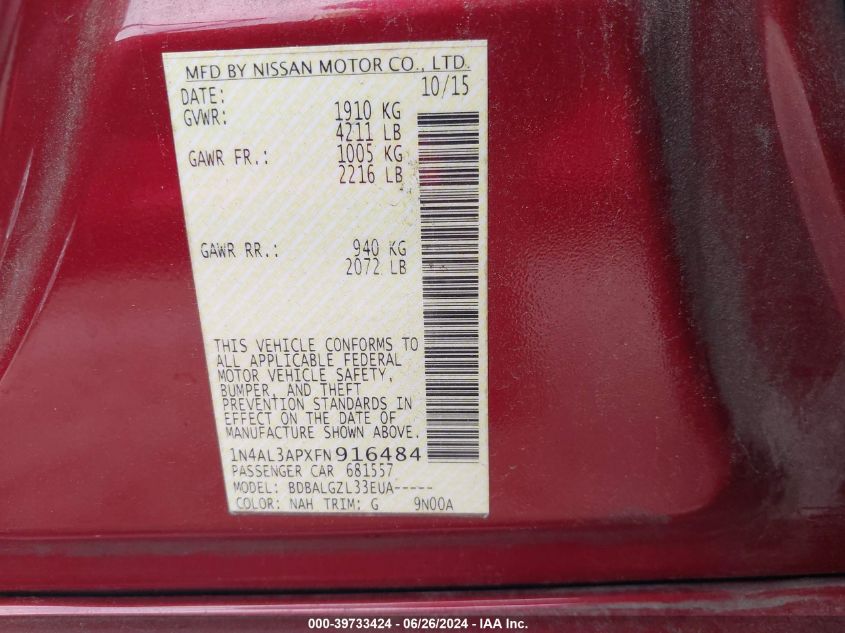 MFD BY NISSAN MOTOR CO., LTD.
DATE: 10/15
GVWR: 1910 KG
4211 LB
GAWR FR.: 1005 KG
2216 LB
GAWR RR.: 940 KG
2072 LB
THIS VEHICLE CONFORMS TO
ALL APPLICABLE FEDERAL
MOTOR VEHICLE SAFETY,
BUMPER, AND THEFT
PREVENTION STANDARDS IN
EFFECT ON THE DATE OF
MANUFACTURE SHOWN ABOVE.
1N4AL3APXFN916484
PASSENGER CAR 681557
MODEL: BDBALGZL33EUA-----
COLOR: NAH TRIM: G 9N00A
000-39733424 - 06/26/2024 - IAA Inc.